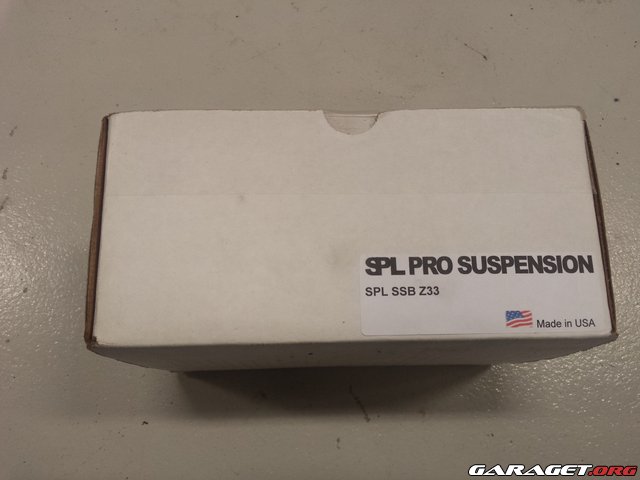 SPL PRO SUSPENSION
SPL SSB Z33
Made in USA
GARAGET.ORG